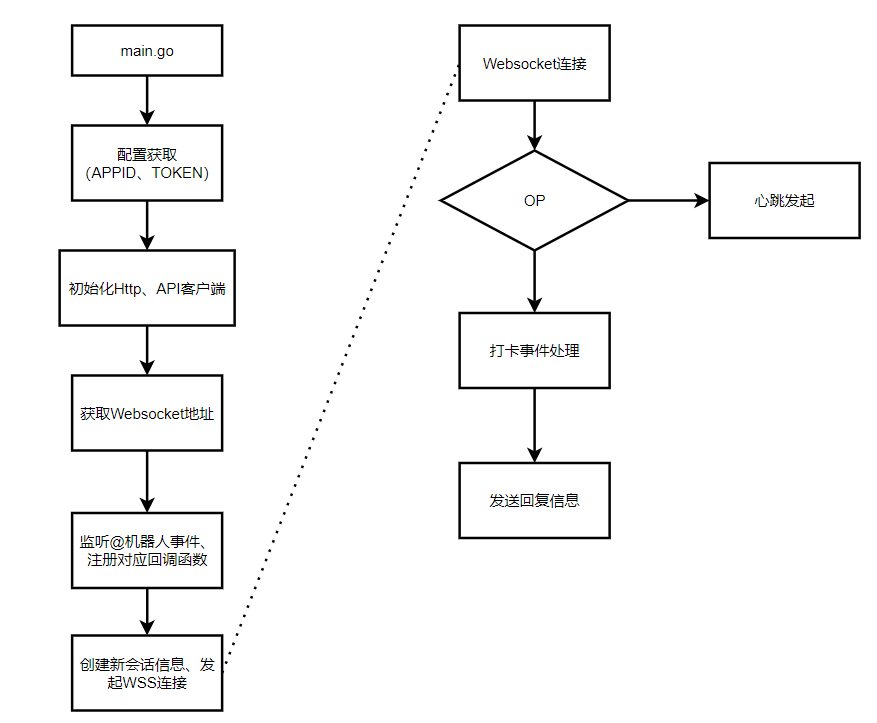 main.go
配置获取
（APPID、TOKEN）
初始化Http、API客户端
获取Websocket地址
监听@机器人事件、
注册对应回调函数
创建新会话信息、发
起WSS连接
Websocket连接
OP
心跳发起
打卡事件处理
发送回复信息